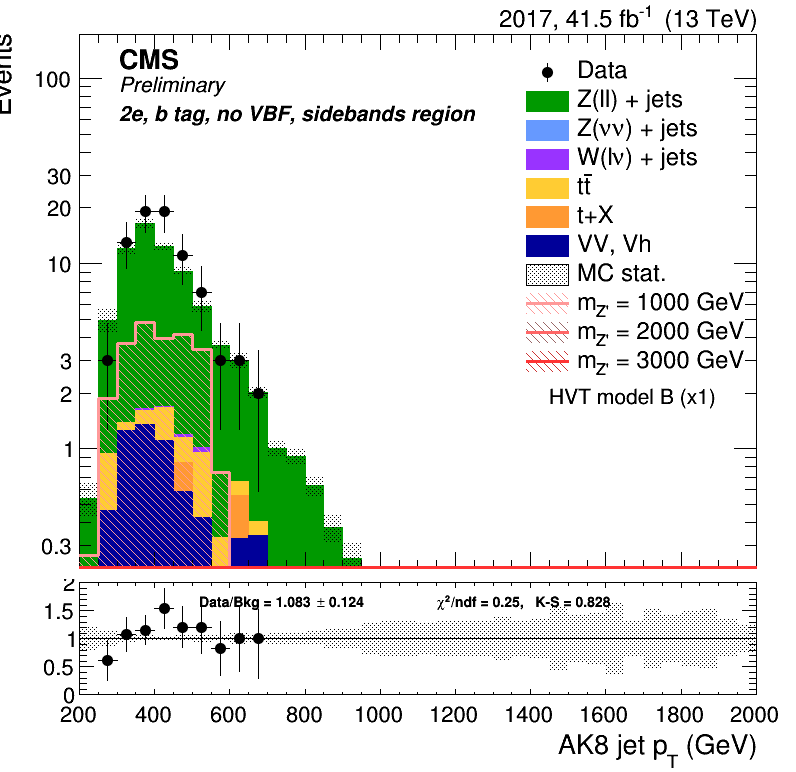 2017, 41.5 fb⁻¹ (13 TeV)
Events
CMS
Preliminary
2e, b tag, no VBF, sidebands region
Data
Z(ll) + jets
Z(νν) + jets
W(lν) + jets
tt̄
t+X
VV, Vh
MC stat.
m_Z' = 1000 GeV
m_Z' = 2000 GeV
m_Z' = 3000 GeV
HVT model B (x1)
100
30
20
10
3
2
1
0.3
Data/Bkg = 1.083 ± 0.124
χ²/ndf = 0.25, K-S = 0.828
2
1.5
1
0.5
0
200 400 600 800 1000 1200 1400 1600 1800 2000
AK8 jet p_T (GeV)